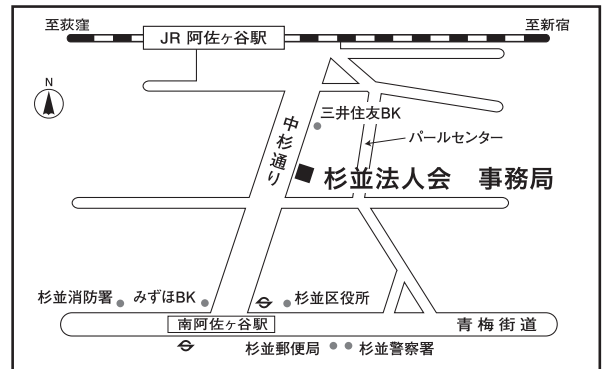 至荻窪
至新宿
JR 阿佐ヶ谷駅
N
三井住友BK
中杉通り
パールセンター
杉並法人会 事務局
杉並消防署
みずほBK
杉並区役所
南阿佐ヶ谷駅
青梅街道
杉並郵便局
杉並警察署